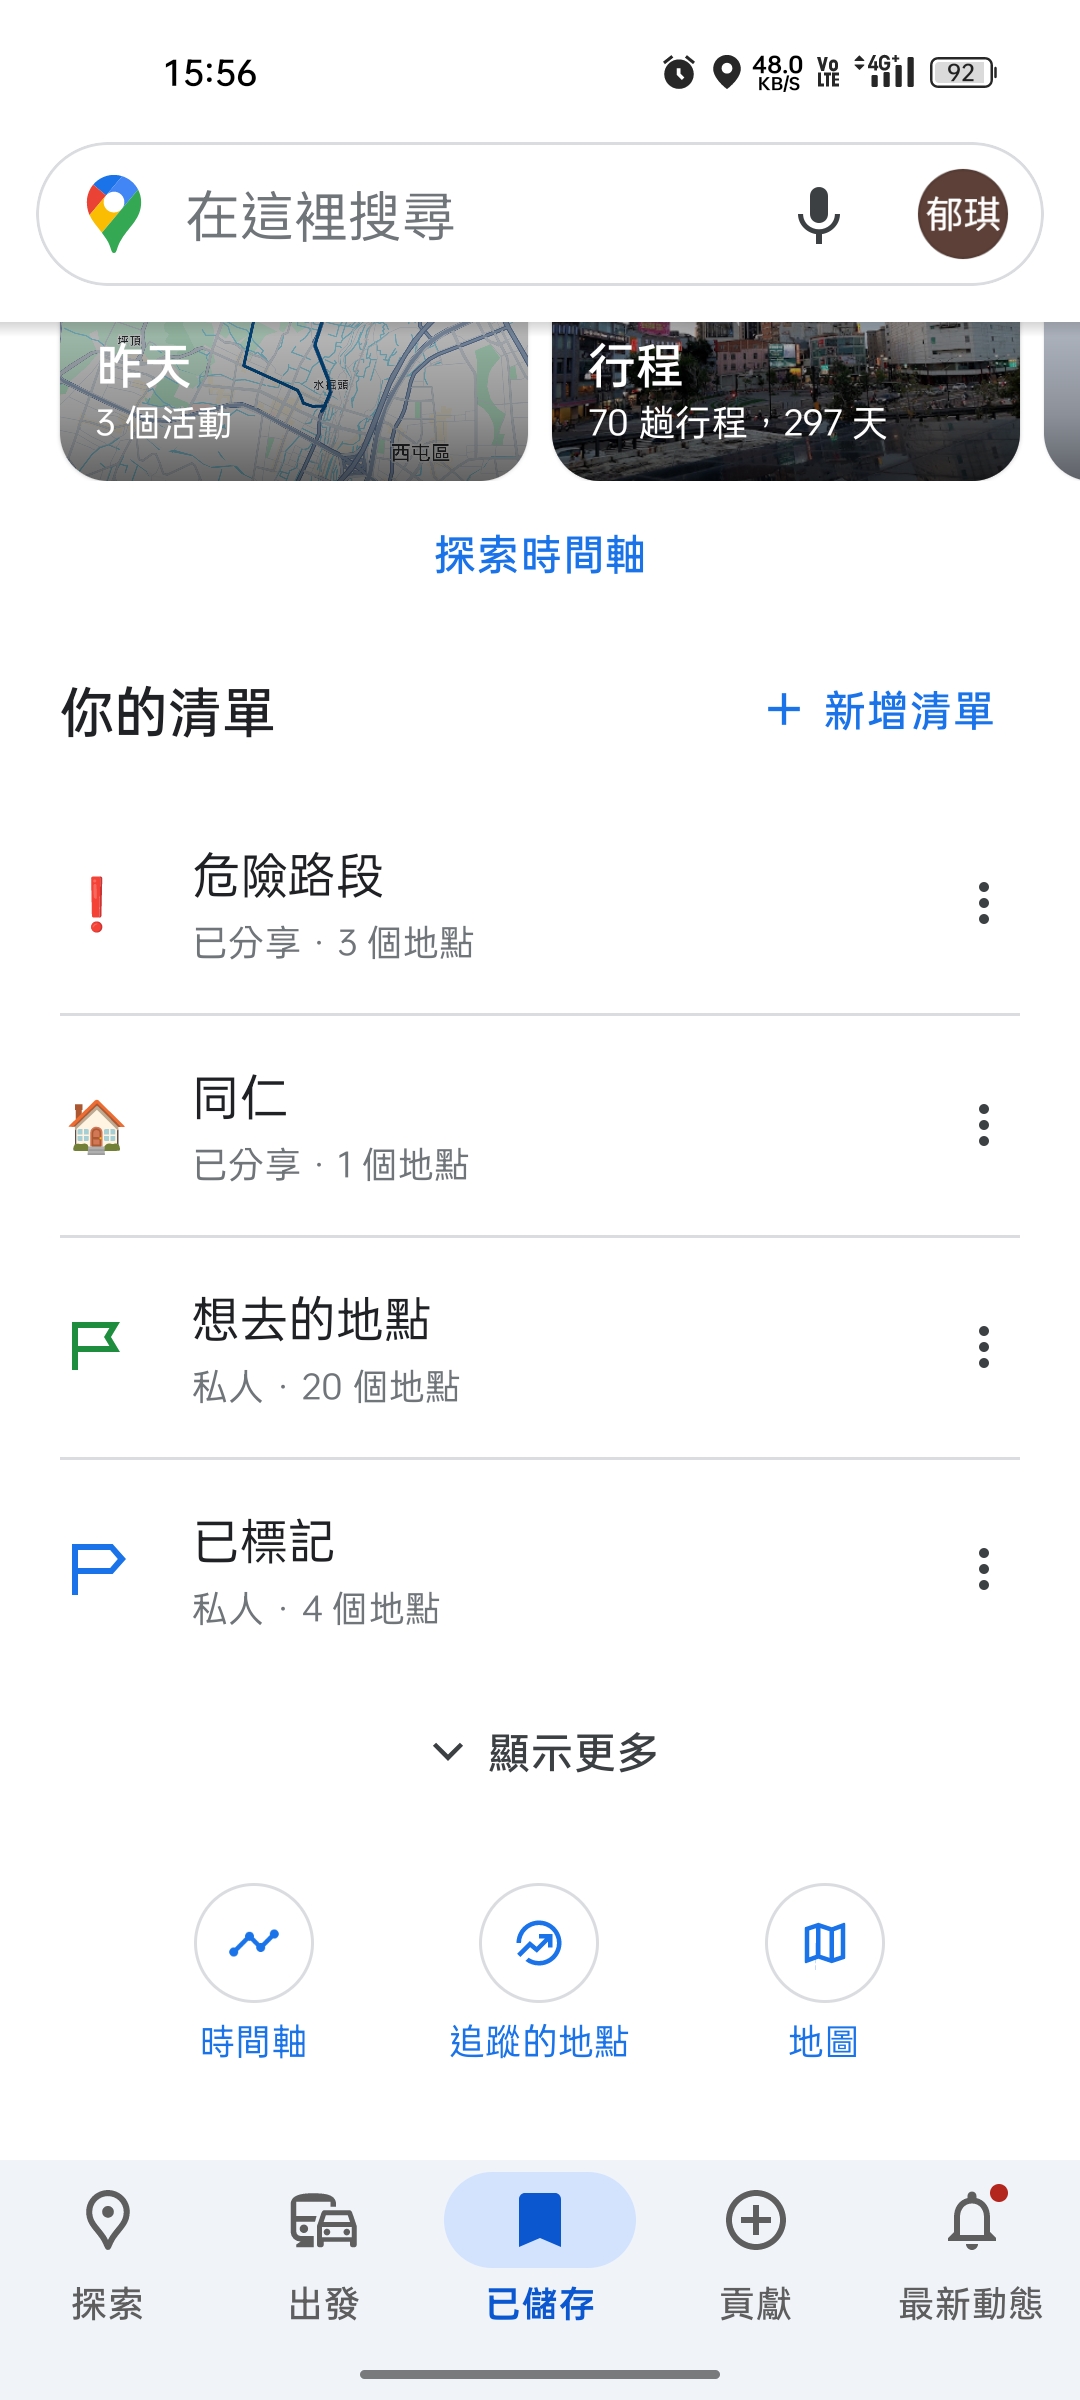 15:56
48.0
KB/S
Vo
LTE
4G+
92
在這裡搜尋
郁琪
坪頂
昨天
水堀頭
3 個活動
西屯區
行程
70 趟行程，297 天
探索時間軸
你的清單
+ 新增清單
危險路段
已分享 · 3 個地點
同仁
已分享 · 1 個地點
想去的地點
私人 · 20 個地點
已標記
私人 · 4 個地點
顯示更多
時間軸
追蹤的地點
地圖
探索
出發
已儲存
貢獻
最新動態